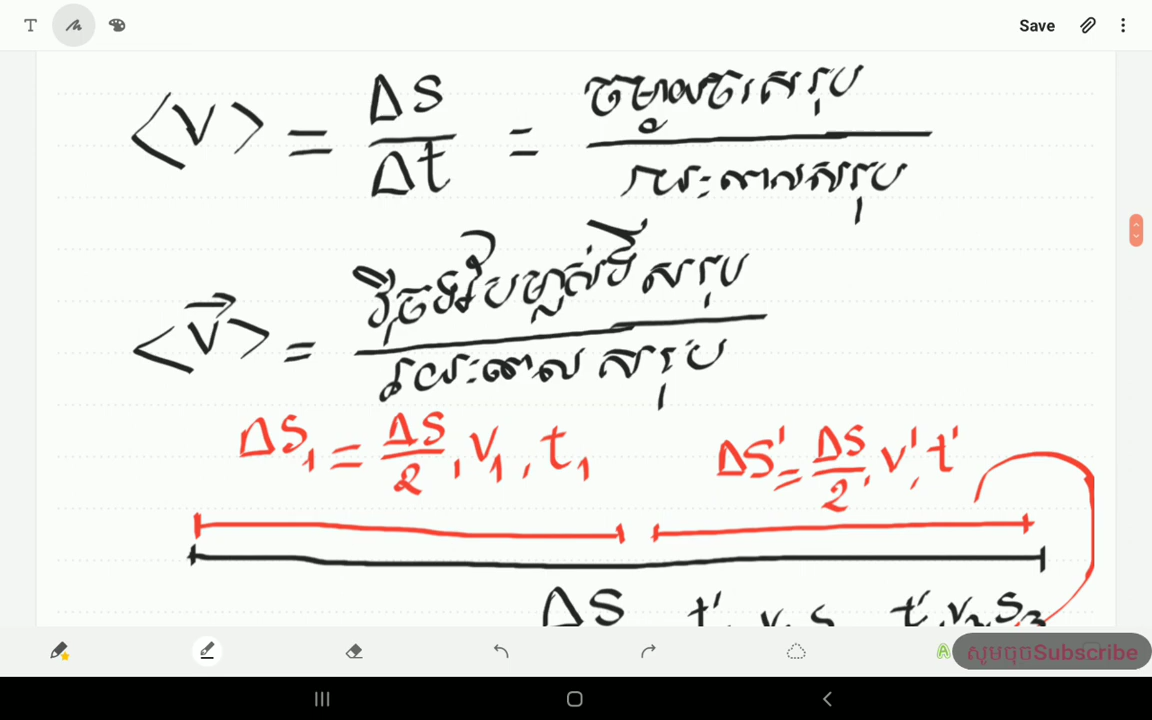 T Save
<V> = ΔS/Δt = ចម្ងាយចរសរុប/រយៈពេលសរុប
<V⃗> = វ៉ិចទ័របម្លាស់ទីសរុប/រយៈពេលសរុប
ΔS₁ = ΔS/2, V₁, t₁ ΔS' = ΔS/2, V', t'
ΔS t' t', V₂ S₂
A សូមចុចSubscribe